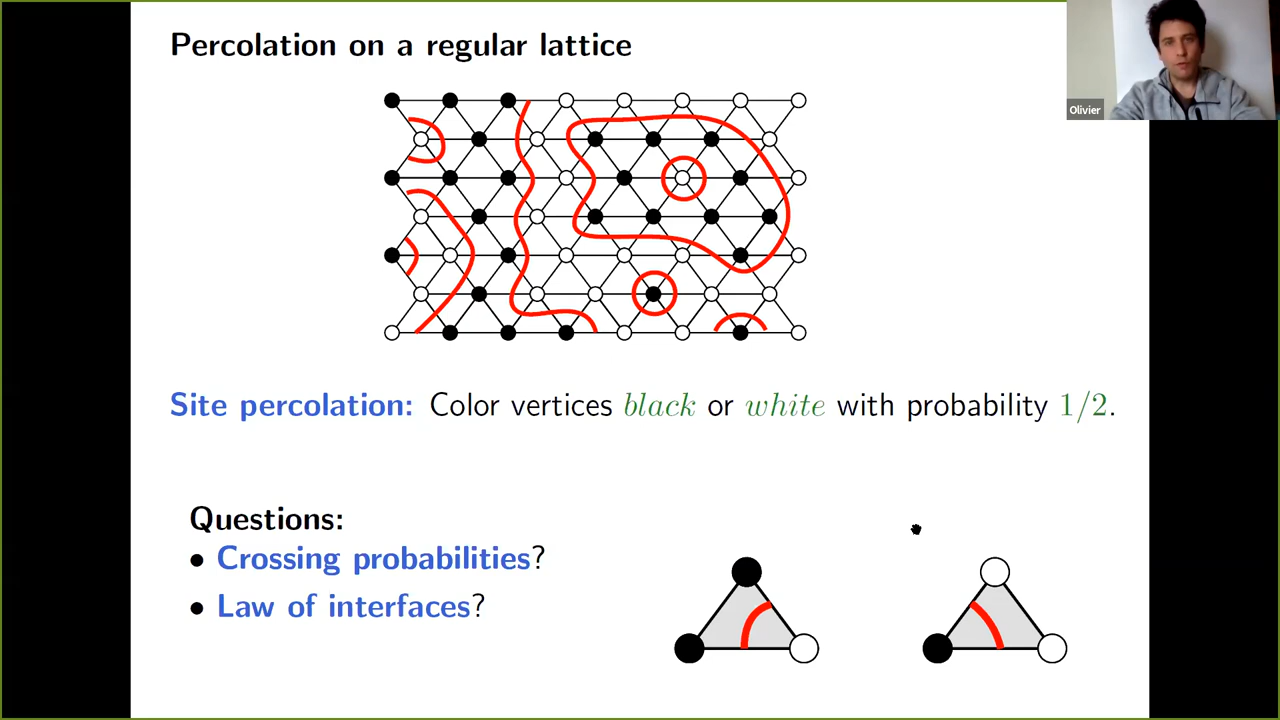 Percolation on a regular lattice
Olivier
Site percolation: Color vertices black or white with probability 1/2.
Questions:
• Crossing probabilities?
• Law of interfaces?